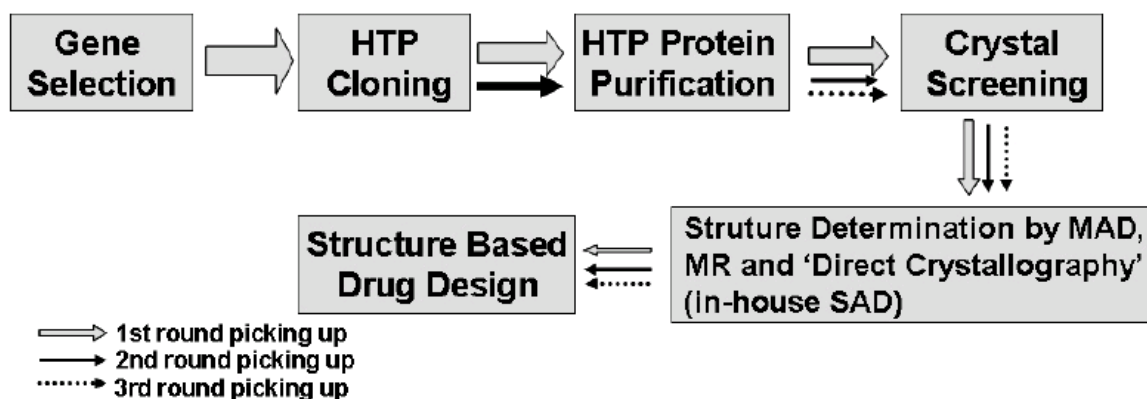 Gene
Selection
HTP
Cloning
HTP Protein
Purification
Crystal
Screening
Struture Determination by MAD,
MR and ‘Direct Crystallography’
(in-house SAD)
Structure Based
Drug Design
1st round picking up
2nd round picking up
3rd round picking up